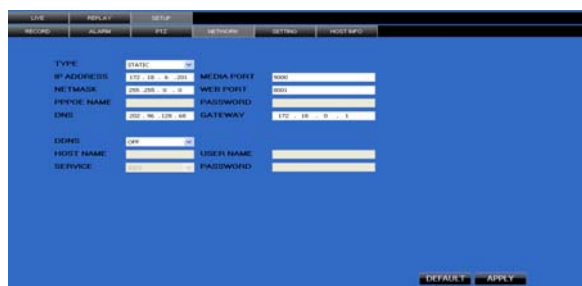 LIVE REPLAY SETUP
RECORD ALARM PTZ NETWORK SETTING HOST INFO
TYPE STATIC
IP ADDRESS 172 . 18 . 6 .201 MEDIA PORT 9000
NETMASK 255 .255 . 0 . 0 WEB PORT 8001
PPPOE NAME PASSWORD
DNS 202 . 96 .128 . 68 GATEWAY 172 . 18 . 0 . 1
DDNS OFF
HOST NAME USER NAME
SERVICE PASSWORD
DEFAULT APPLY